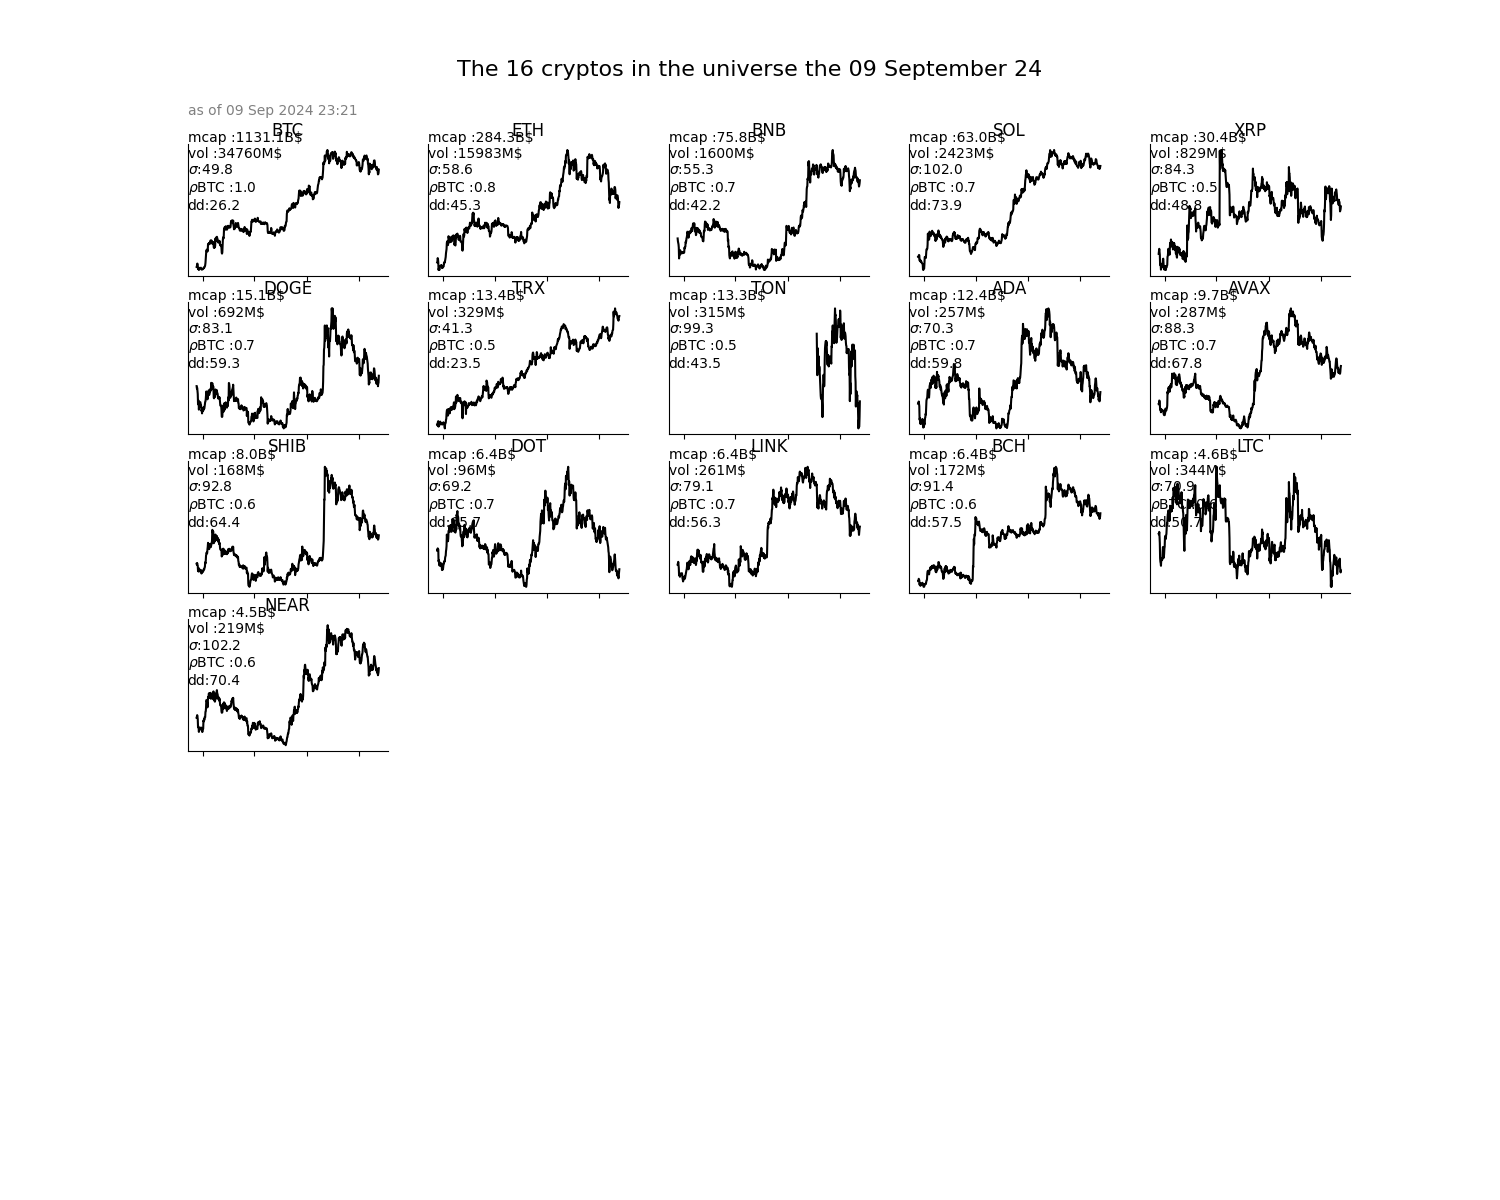 The 16 cryptos in the universe the 09 September 24
as of 09 Sep 2024 23:21
BTC
mcap :1131.1B$
vol :34760M$
σ:49.8
ρBTC :1.0
dd:26.2
ETH
mcap :284.3B$
vol :15983M$
σ:58.6
ρBTC :0.8
dd:45.3
BNB
mcap :75.8B$
vol :1600M$
σ:55.3
ρBTC :0.7
dd:42.2
SOL
mcap :63.0B$
vol :2423M$
σ:102.0
ρBTC :0.7
dd:73.9
XRP
mcap :30.4B$
vol :829M$
σ:84.3
ρBTC :0.5
dd:48.8
DOGE
mcap :15.1B$
vol :692M$
σ:83.1
ρBTC :0.7
dd:59.3
TRX
mcap :13.4B$
vol :329M$
σ:41.3
ρBTC :0.5
dd:23.5
TON
mcap :13.3B$
vol :315M$
σ:99.3
ρBTC :0.5
dd:43.5
ADA
mcap :12.4B$
vol :257M$
σ:70.3
ρBTC :0.7
dd:59.8
AVAX
mcap :9.7B$
vol :287M$
σ:88.3
ρBTC :0.7
dd:67.8
SHIB
mcap :8.0B$
vol :168M$
σ:92.8
ρBTC :0.6
dd:64.4
DOT
mcap :6.4B$
vol :96M$
σ:69.2
ρBTC :0.7
LINK
mcap :6.4B$
vol :261M$
σ:79.1
ρBTC :0.7
dd:56.3
BCH
mcap :6.4B$
vol :172M$
σ:91.4
ρBTC :0.6
dd:57.5
LTC
mcap :4.6B$
vol :344M$
σ:70.9
ρBTC
NEAR
mcap :4.5B$
vol :219M$
σ:102.2
ρBTC :0.6
dd:70.4